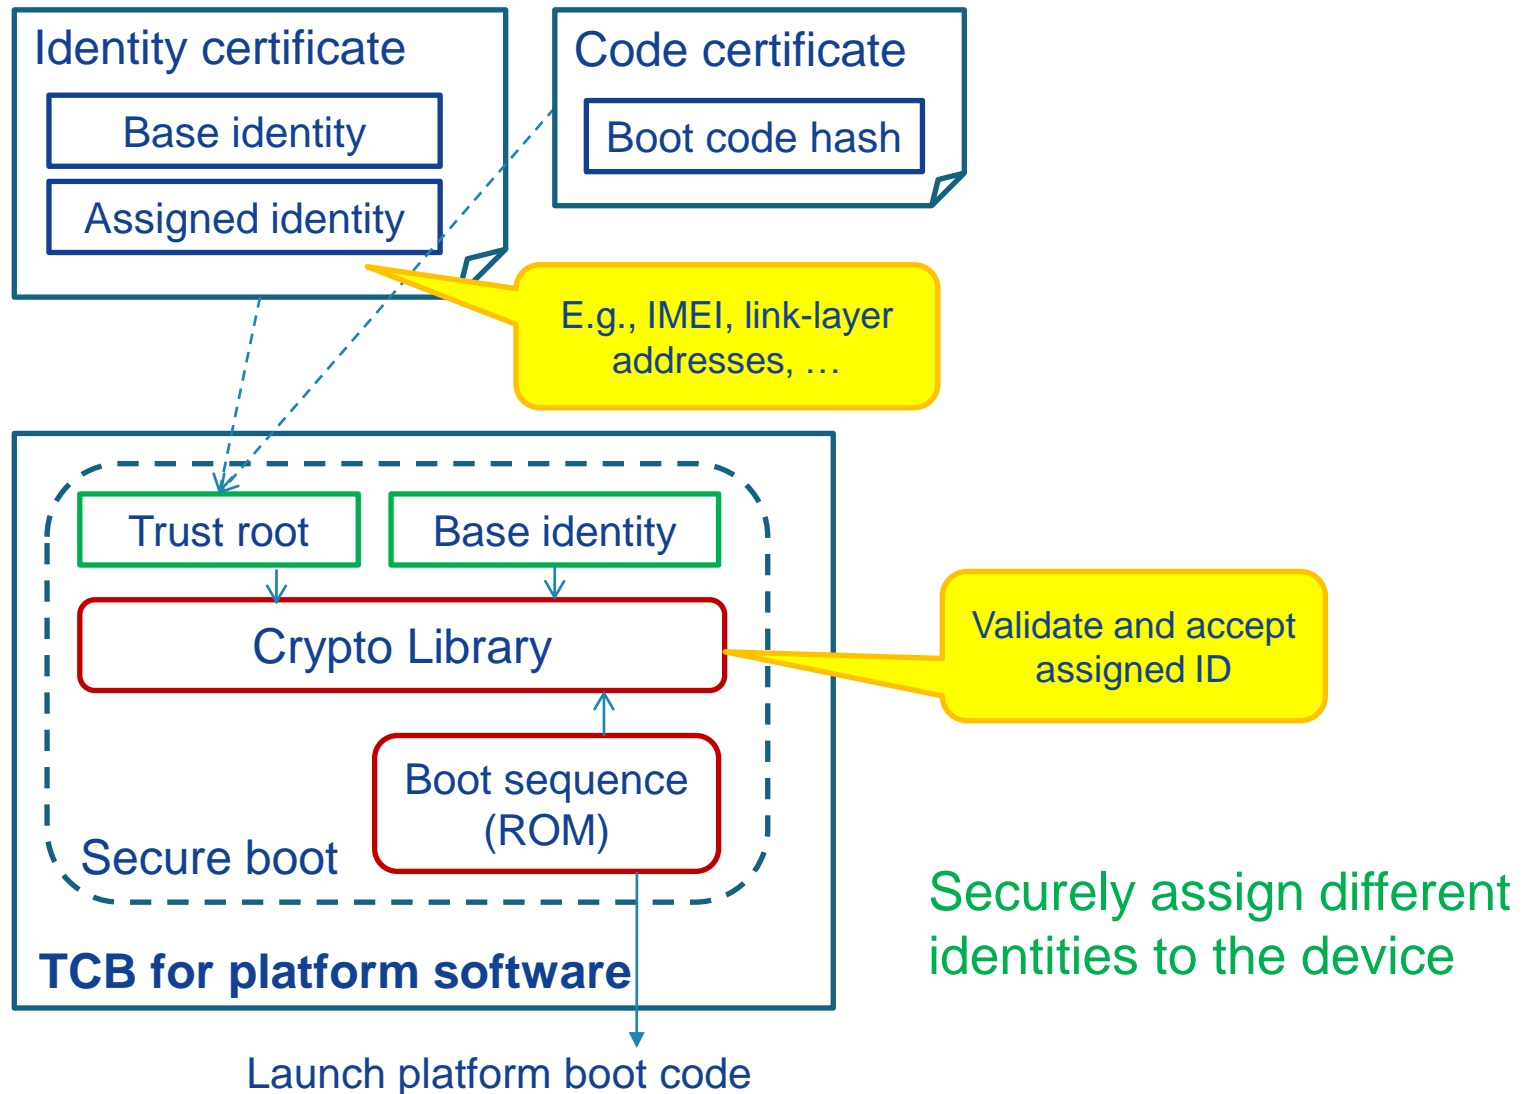 Identity certificate
Base identity
Assigned identity
Code certificate
Boot code hash
E.g., IMEI, link-layer
addresses, …
Trust root
Base identity
Crypto Library
Validate and accept
assigned ID
Boot sequence
(ROM)
Secure boot
TCB for platform software
Securely assign different
identities to the device
Launch platform boot code